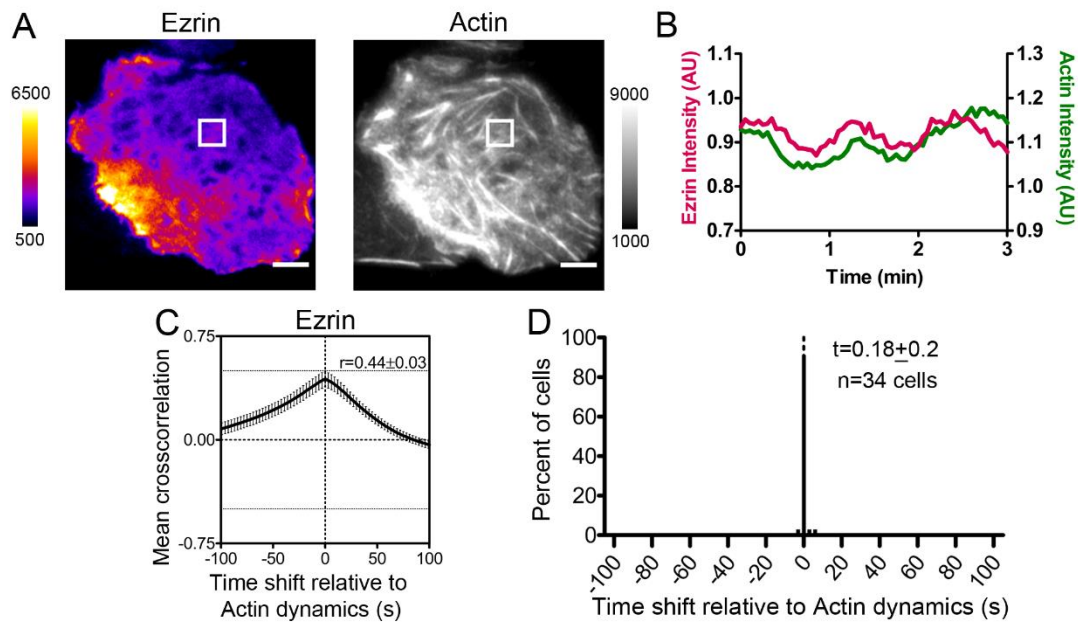 A
Ezrin
Actin
6500
500
9000
1000
B
Ezrin Intensity (AU)
1.1
1.0
0.9
0.8
0.7
1.3
1.2
1.1
1.0
0.9
Actin Intensity (AU)
0 1 2 3
Time (min)
C
Ezrin
Mean crosscorrelation
0.75
0.00
-0.75
r=0.44±0.03
-100 -50 0 50 100
Time shift relative to
Actin dynamics (s)
D
Percent of cells
100
80
60
40
20
0
t=0.18±0.2
n=34 cells
-100 -80 -60 -40 -20 0 20 40 60 80 100
Time shift relative to Actin dynamics (s)